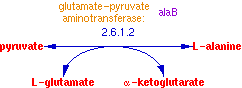 glutamate-pyruvate alaB
aminotransferase:
2.6.1.2
pyruvate L-alanine
L-glutamate α-ketoglutarate